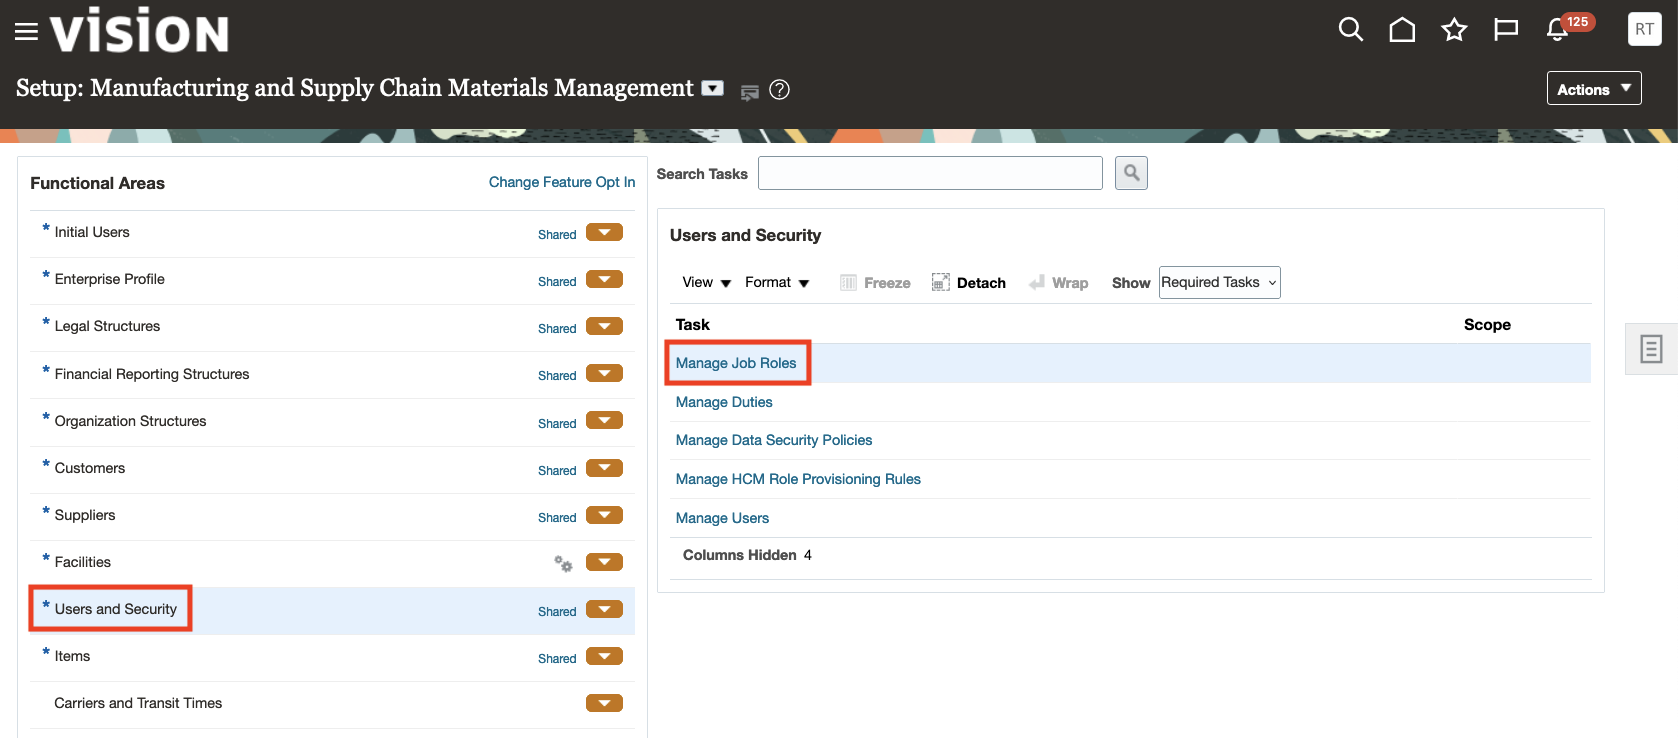 vision
125
RT
Setup: Manufacturing and Supply Chain Materials Management
?
Actions
Functional Areas
Change Feature Opt In
* Initial Users Shared
* Enterprise Profile Shared
* Legal Structures Shared
* Financial Reporting Structures Shared
* Organization Structures Shared
* Customers Shared
* Suppliers Shared
* Facilities
* Users and Security Shared
* Items Shared
Carriers and Transit Times
Search Tasks
Users and Security
View Format Freeze Detach Wrap Show Required Tasks
Task Scope
Manage Job Roles
Manage Duties
Manage Data Security Policies
Manage HCM Role Provisioning Rules
Manage Users
Columns Hidden 4